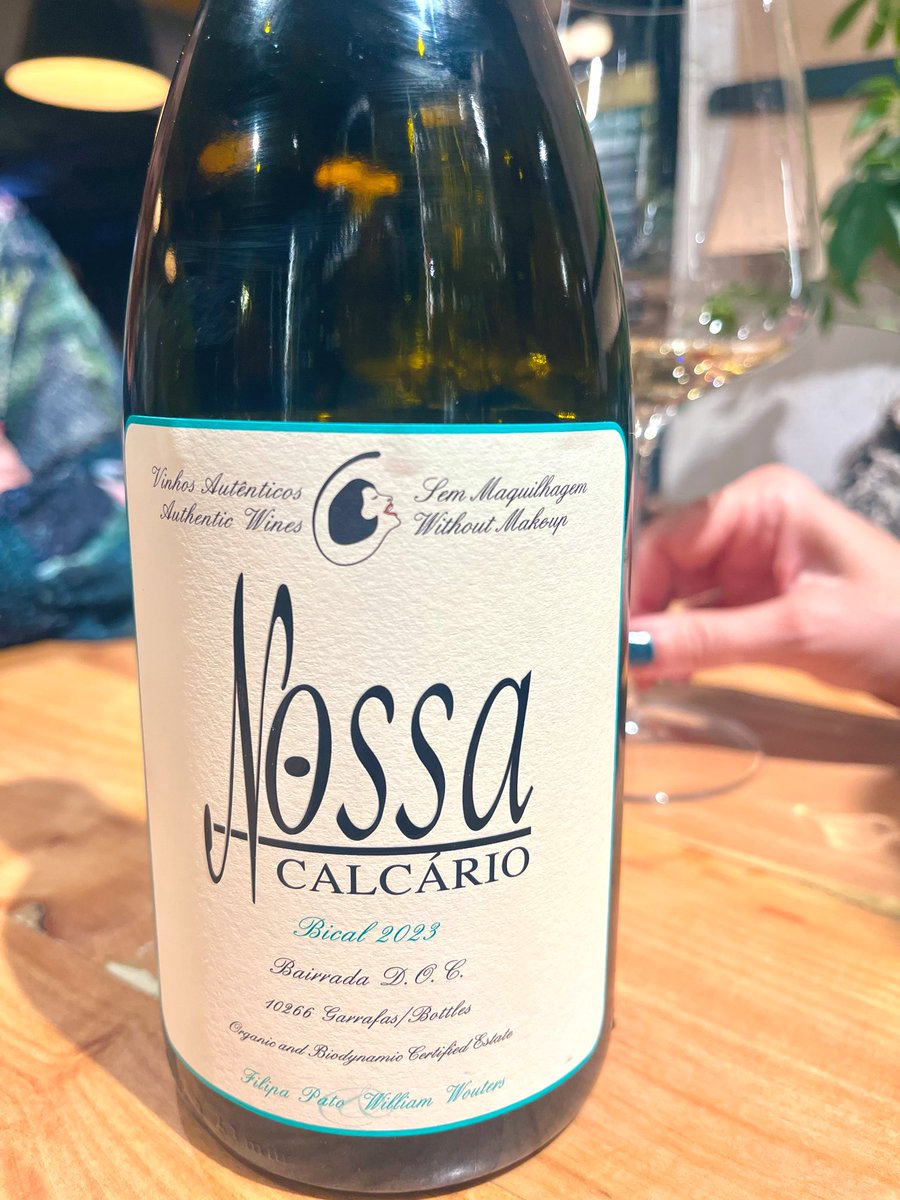 Vinhos Autênticos
Authentic Wines
Sem Maquilhagem
Without Makeup
Nossa
CALCÁRIO
Bical 2023
Bairrada D.O.C.
10266 Garrafas/Bottles
Organic and Biodynamic Certified Estate
Filipa Pato William Wouters